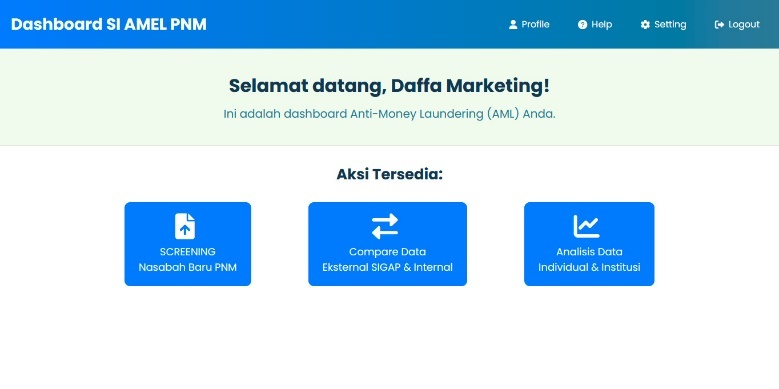 Dashboard SI AMEL PNM
Profile
Help
Setting
Logout
Selamat datang, Daffa Marketing!
Ini adalah dashboard Anti-Money Laundering (AML) Anda.
Aksi Tersedia:
SCREENING
Nasabah Baru PNM
Compare Data
Eksternal SIGAP & Internal
Analisis Data
Individual & Institusi